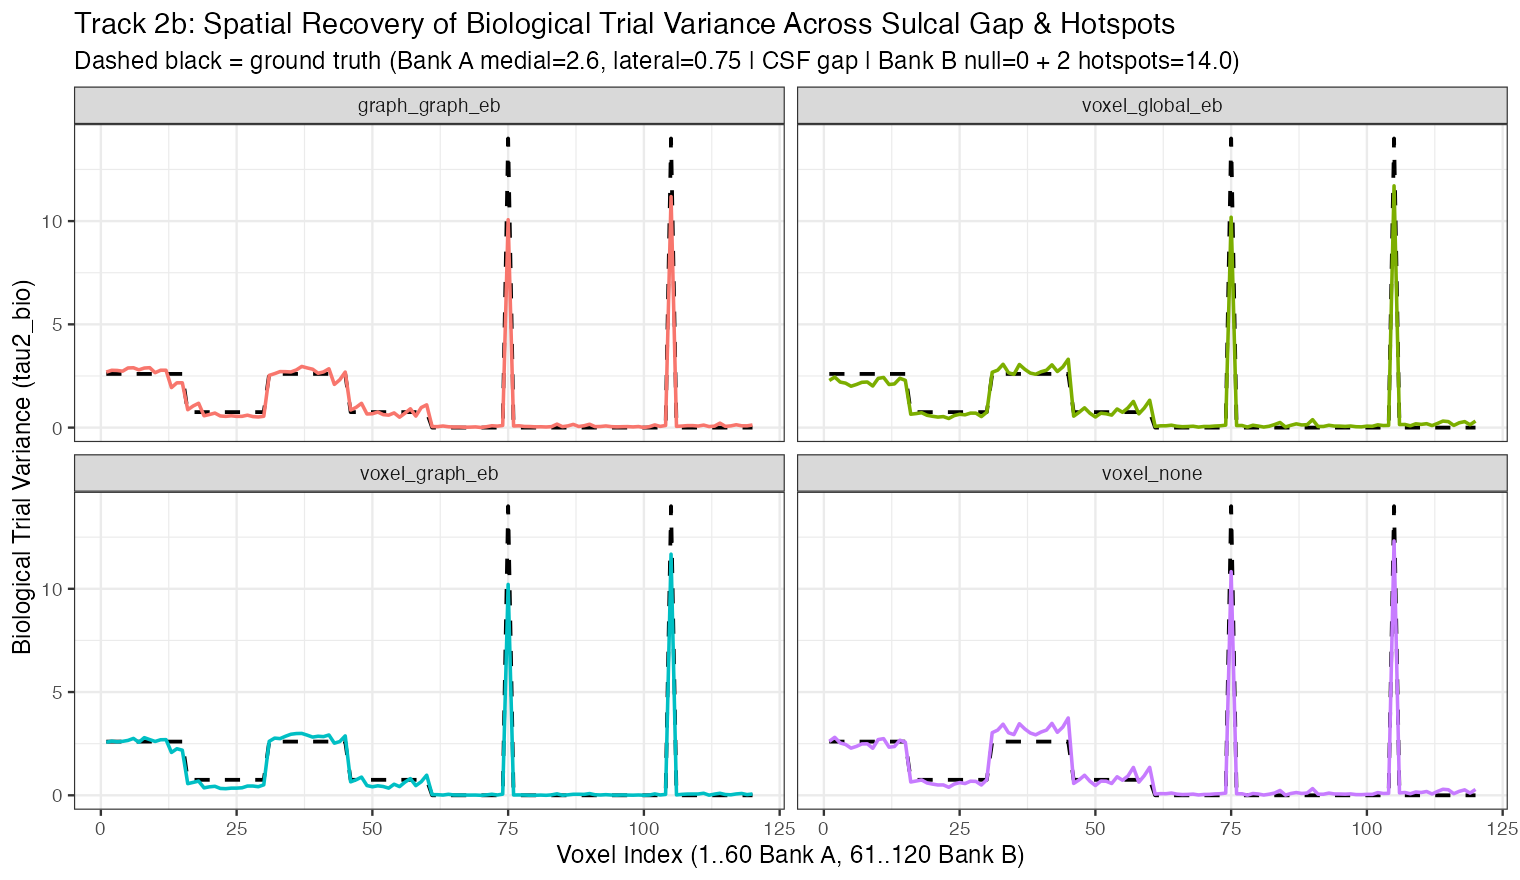 Track 2b: Spatial Recovery of Biological Trial Variance Across Sulcal Gap & Hotspots
Dashed black = ground truth (Bank A medial=2.6, lateral=0.75 | CSF gap | Bank B null=0 + 2 hotspots=14.0)
graph_graph_eb
voxel_global_eb
10
5
0
voxel_graph_eb
voxel_none
10
5
0
0 25 50 75 100 125 0 25 50 75 100 125
Voxel Index (1..60 Bank A, 61..120 Bank B)
Biological Trial Variance (tau2_bio)